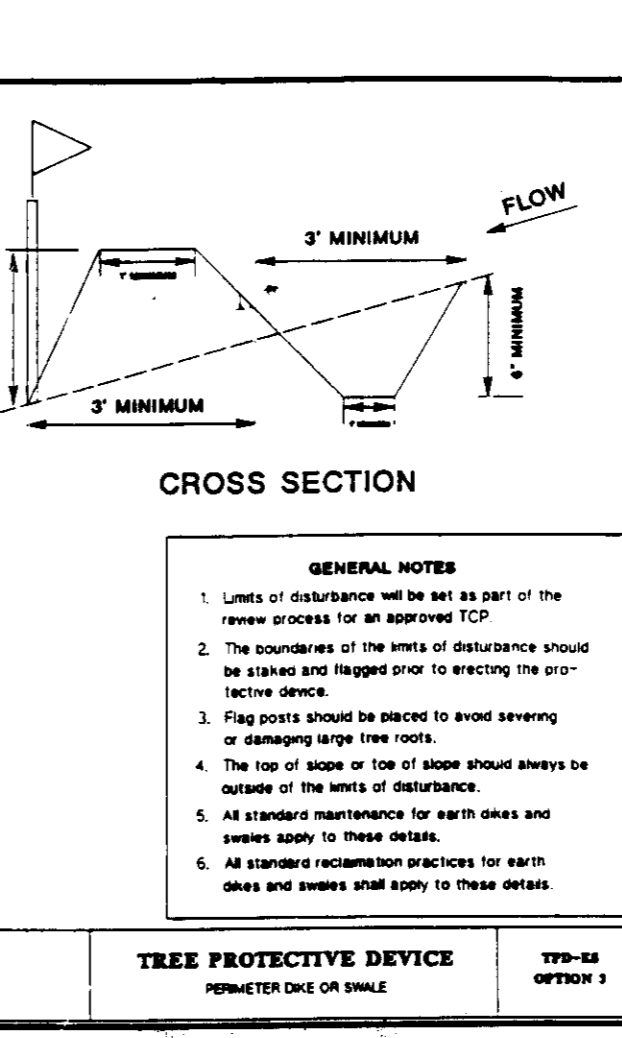 FLOW
3' MINIMUM
1' MINIMUM
6" MINIMUM
3' MINIMUM
CROSS SECTION
GENERAL NOTES
1. Limits of disturbance will be set as part of the
review process for an approved TCP.
2. The boundaries of the limits of disturbance should
be staked and flagged prior to erecting the pro-
tective device.
3. Flag posts should be placed to avoid severing
or damaging large tree roots.
4. The top of slope or toe of slope should always be
outside of the limits of disturbance.
5. All standard maintenance for earth dikes and
swales apply to these details.
6. All standard reclamation practices for earth
dikes and swales shall apply to these details.
TREE PROTECTIVE DEVICE
PERIMETER DIKE OR SWALE
OPTION 3